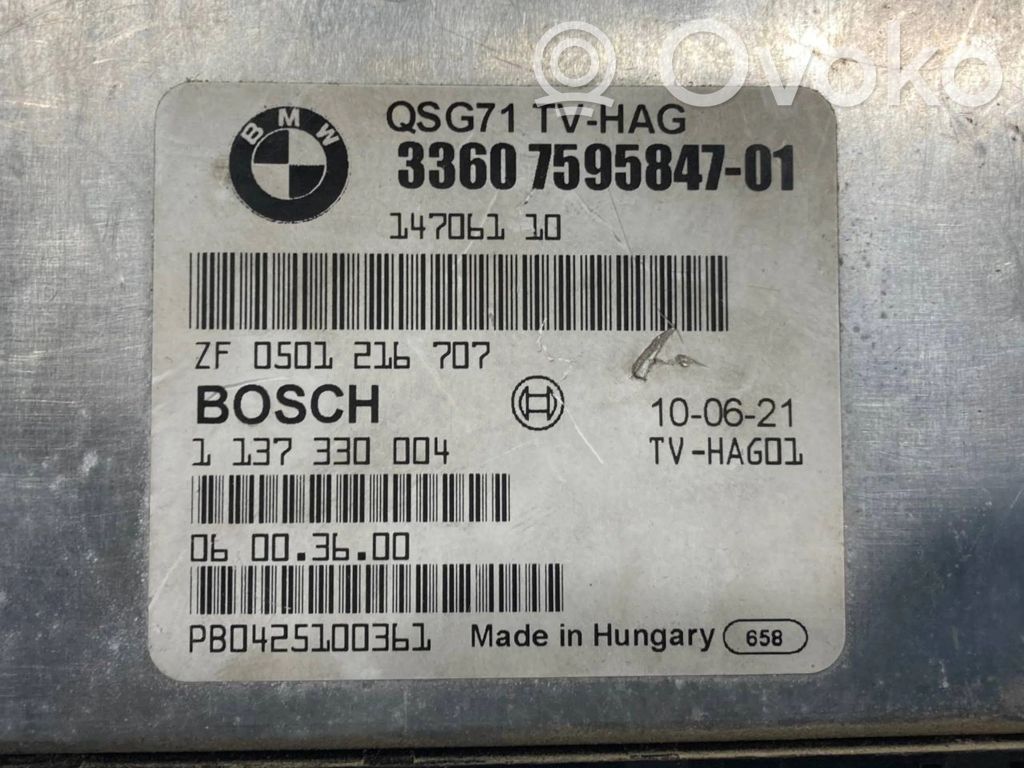 Ovoko
BMW
QSG71 TV-HAG
3360 7595847-01
147061 10
ZF 0501 216 707
BOSCH
10-06-21
1 137 330 004
TV-HAG01
06 00.36.00
PB0425100361
Made in Hungary 658